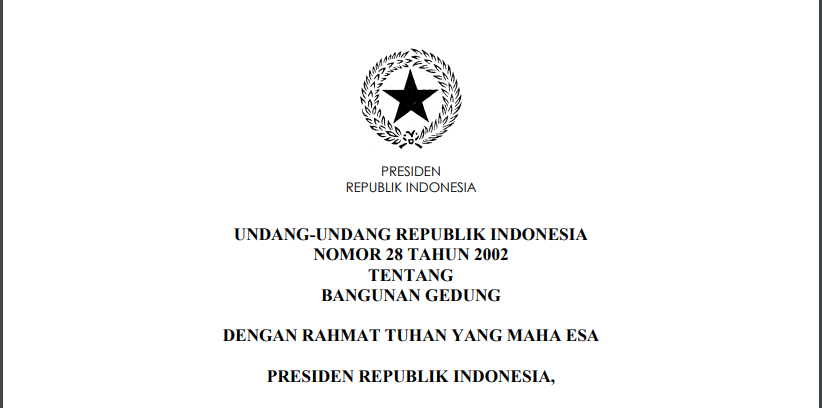 PRESIDEN
REPUBLIK INDONESIA
UNDANG-UNDANG REPUBLIK INDONESIA
NOMOR 28 TAHUN 2002
TENTANG
BANGUNAN GEDUNG
DENGAN RAHMAT TUHAN YANG MAHA ESA
PRESIDEN REPUBLIK INDONESIA,